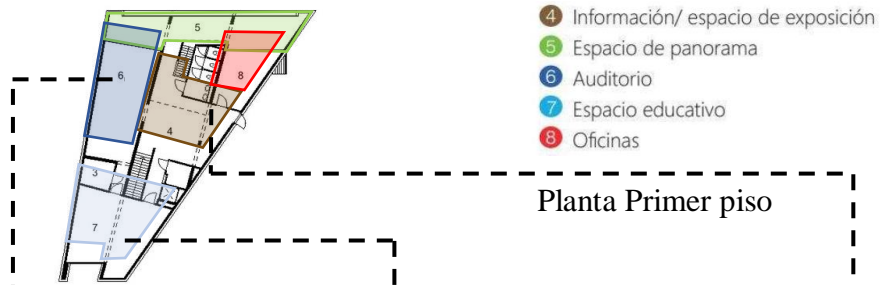 5
6
8
4
3
7
4 Información/ espacio de exposición
5 Espacio de panorama
6 Auditorio
7 Espacio educativo
8 Oficinas
Planta Primer piso